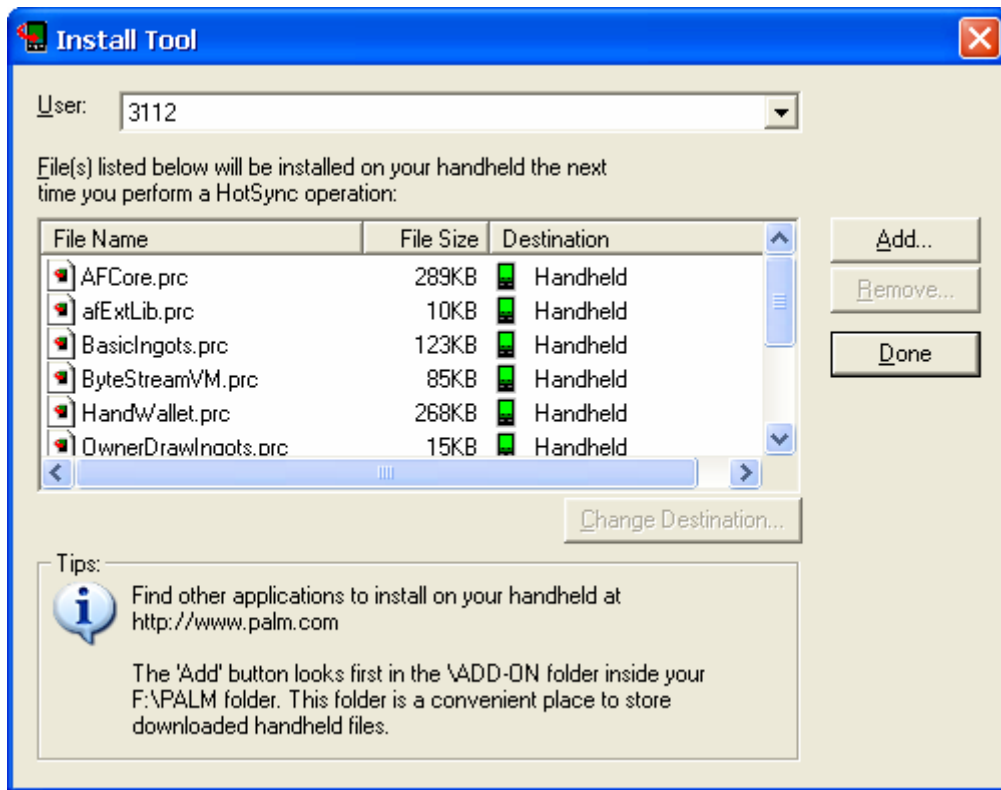 Install Tool
User: 3112
File(s) listed below will be installed on your handheld the next
time you perform a HotSync operation:
File Name File Size Destination
AFCore.prc 289KB Handheld
afExtLib.prc 10KB Handheld
BasicIngots.prc 123KB Handheld
ByteStreamVM.prc 85KB Handheld
HandWallet.prc 268KB Handheld
OwnerDrawIngots.prc 15KB Handheld
Add...
Remove...
Done
Change Destination...
Tips:
Find other applications to install on your handheld at
http://www.palm.com
The 'Add' button looks first in the \ADD-ON folder inside your
F:\PALM folder. This folder is a convenient place to store
downloaded handheld files.